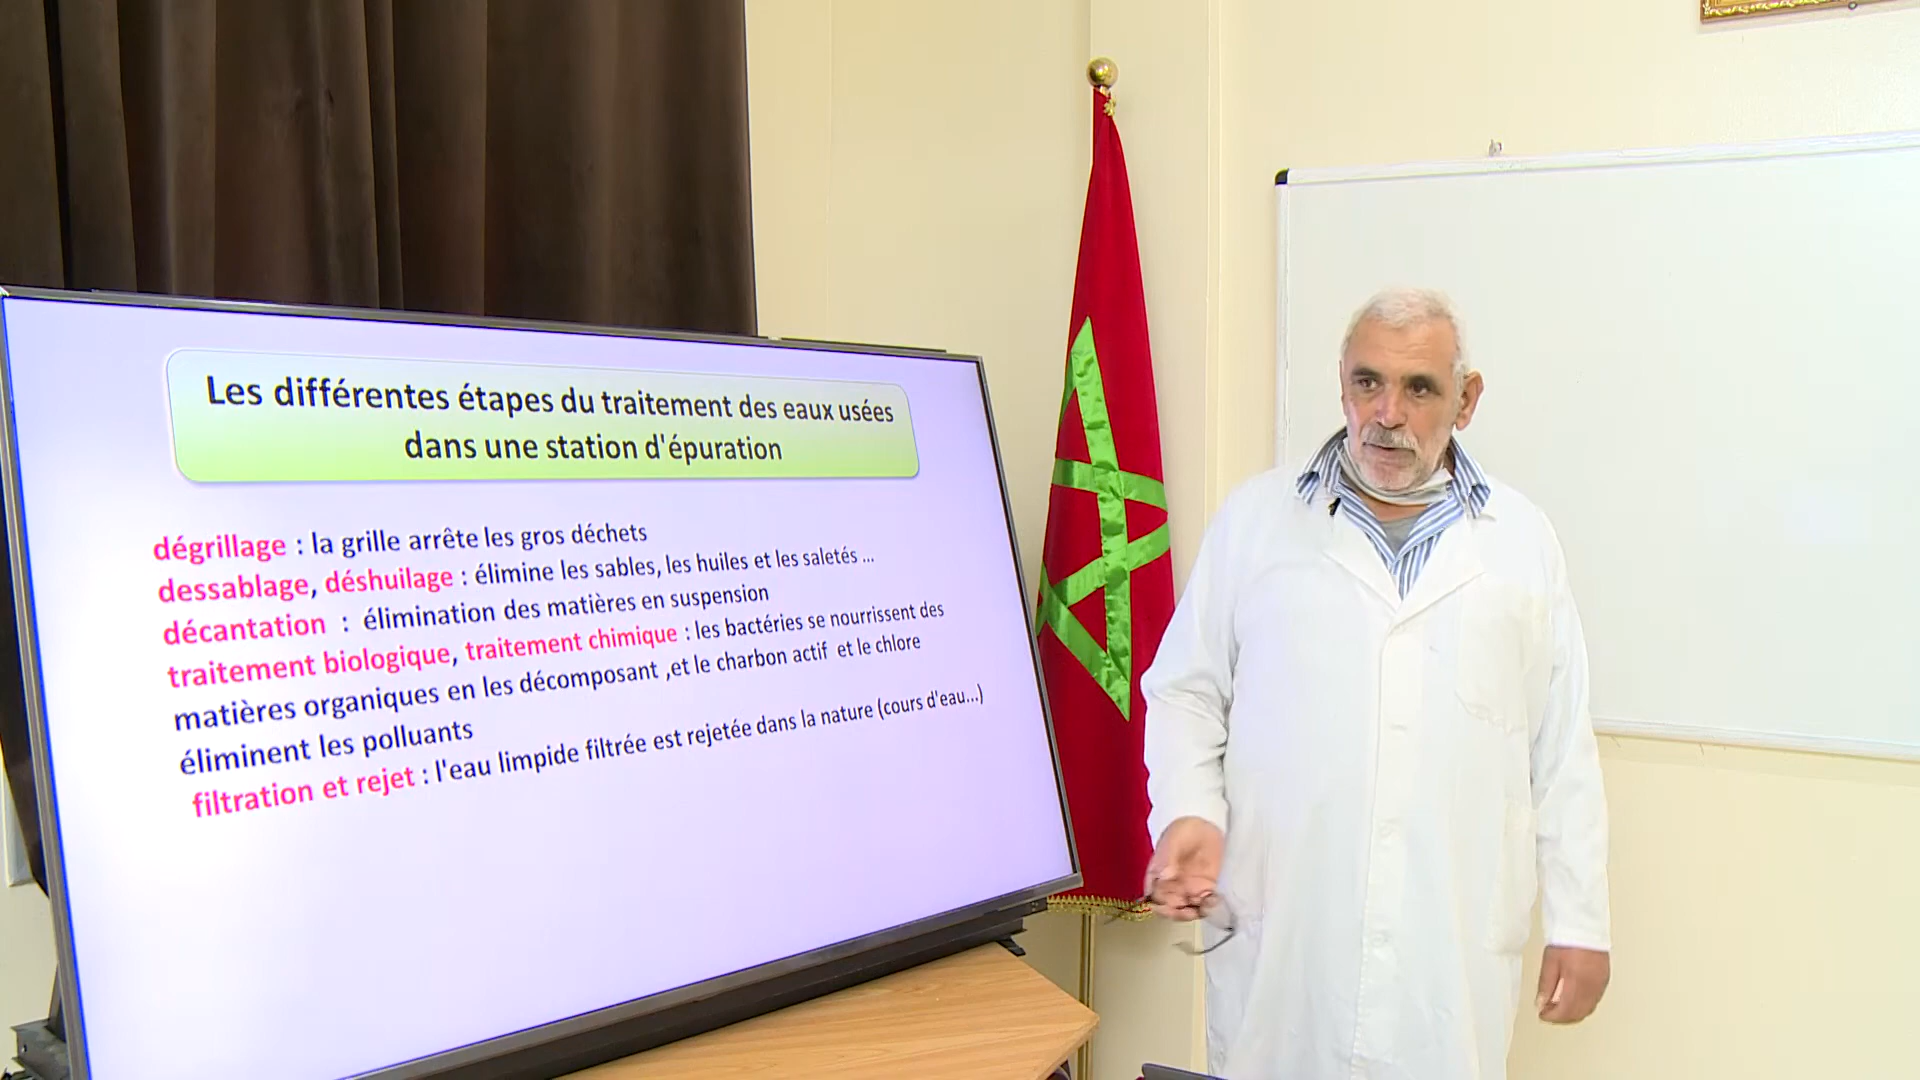 Les différentes étapes du traitement des eaux usées
dans une station d'épuration
dégrillage : la grille arrête les gros déchets
dessablage, déshuilage : élimine les sables, les huiles et les saletés ...
décantation : élimination des matières en suspension
traitement biologique, traitement chimique : les bactéries se nourrissent des
matières organiques en les décomposant ,et le charbon actif et le chlore
éliminent les polluants
filtration et rejet : l'eau limpide filtrée est rejetée dans la nature (cours d'eau...)